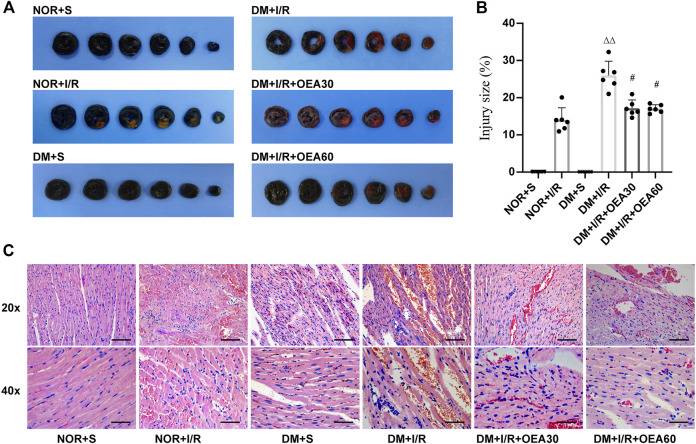 A
NOR+S
DM+I/R
NOR+I/R
DM+I/R+OEA30
DM+S
DM+I/R+OEA60
B
Injury size (%)
40
30
20
10
0
ΔΔ
#
#
NOR+S
NOR+I/R
DM+S
DM+I/R
DM+I/R+OEA30
DM+I/R+OEA60
C
20x
40x
NOR+S
NOR+I/R
DM+S
DM+I/R
DM+I/R+OEA30
DM+I/R+OEA60